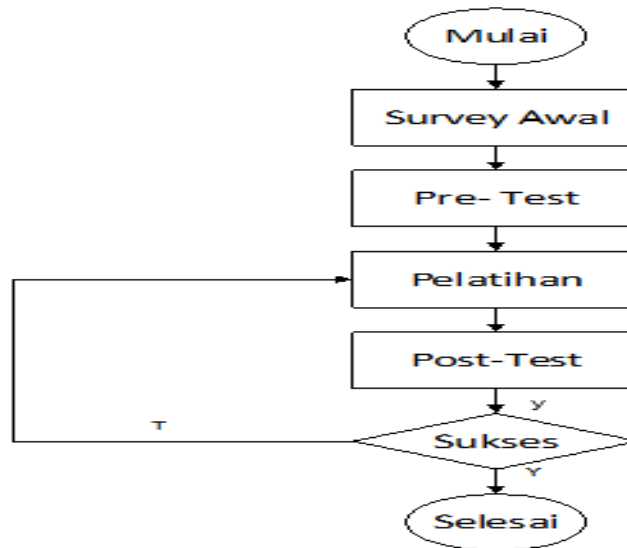 Mulai
Survey Awal
Pre- Test
Pelatihan
Post-Test
y
T
Sukses
Y
Selesai